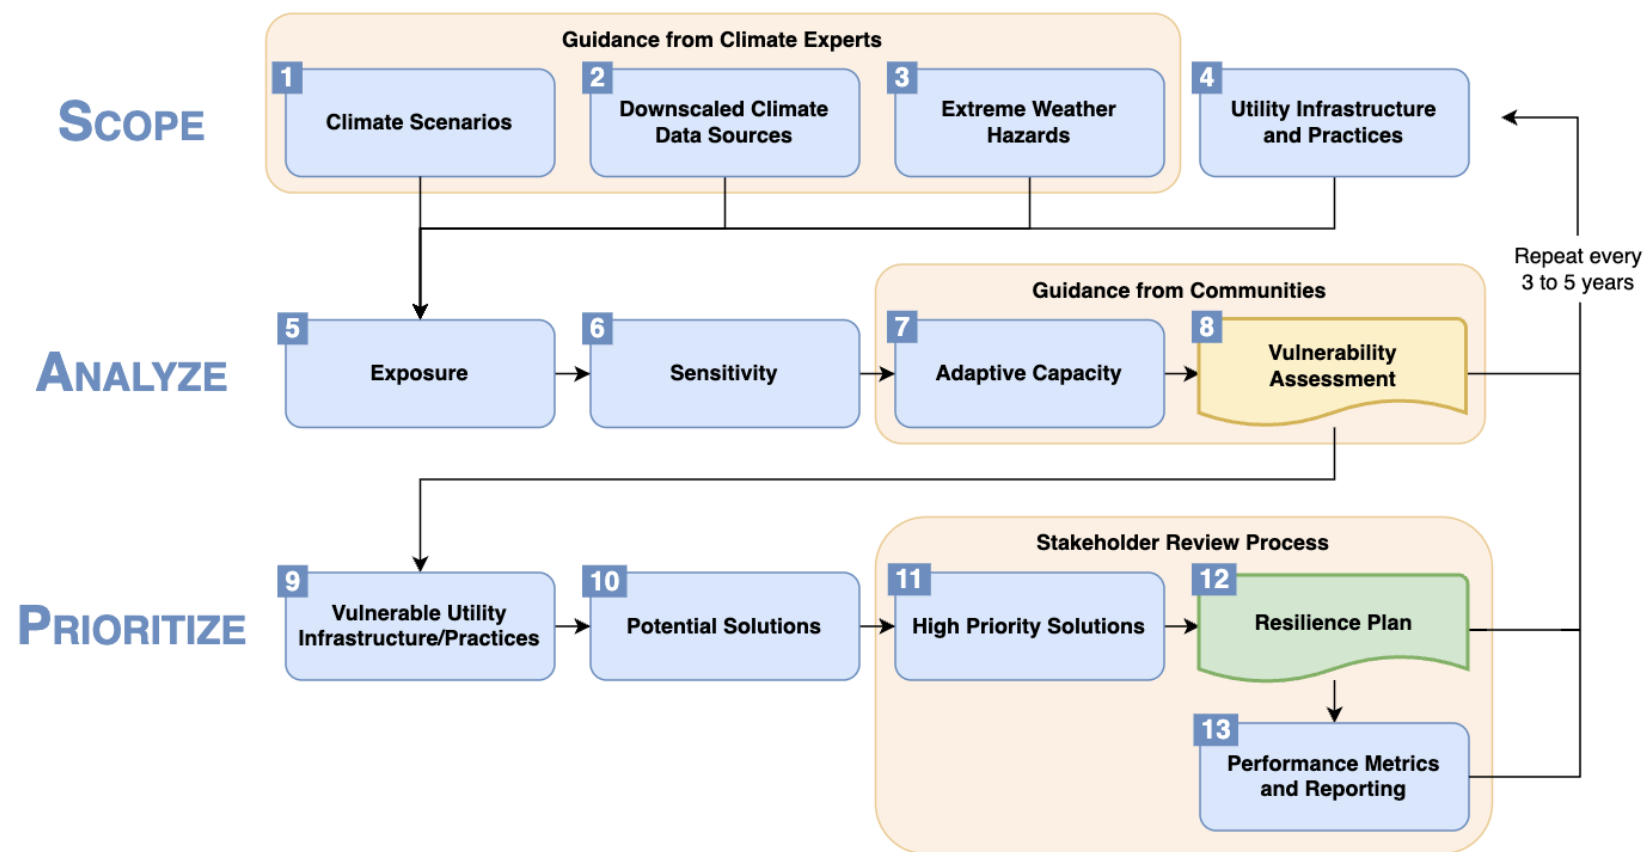 Guidance from Climate Experts
SCOPE
1
Climate Scenarios
2
Downscaled Climate
Data Sources
3
Extreme Weather
Hazards
4
Utility Infrastructure
and Practices
Repeat every
3 to 5 years
ANALYZE
5
Exposure
6
Sensitivity
Guidance from Communities
7
Adaptive Capacity
8
Vulnerability
Assessment
PRIORITIZE
9
Vulnerable Utility
Infrastructure/Practices
10
Potential Solutions
Stakeholder Review Process
11
High Priority Solutions
12
Resilience Plan
13
Performance Metrics
and Reporting